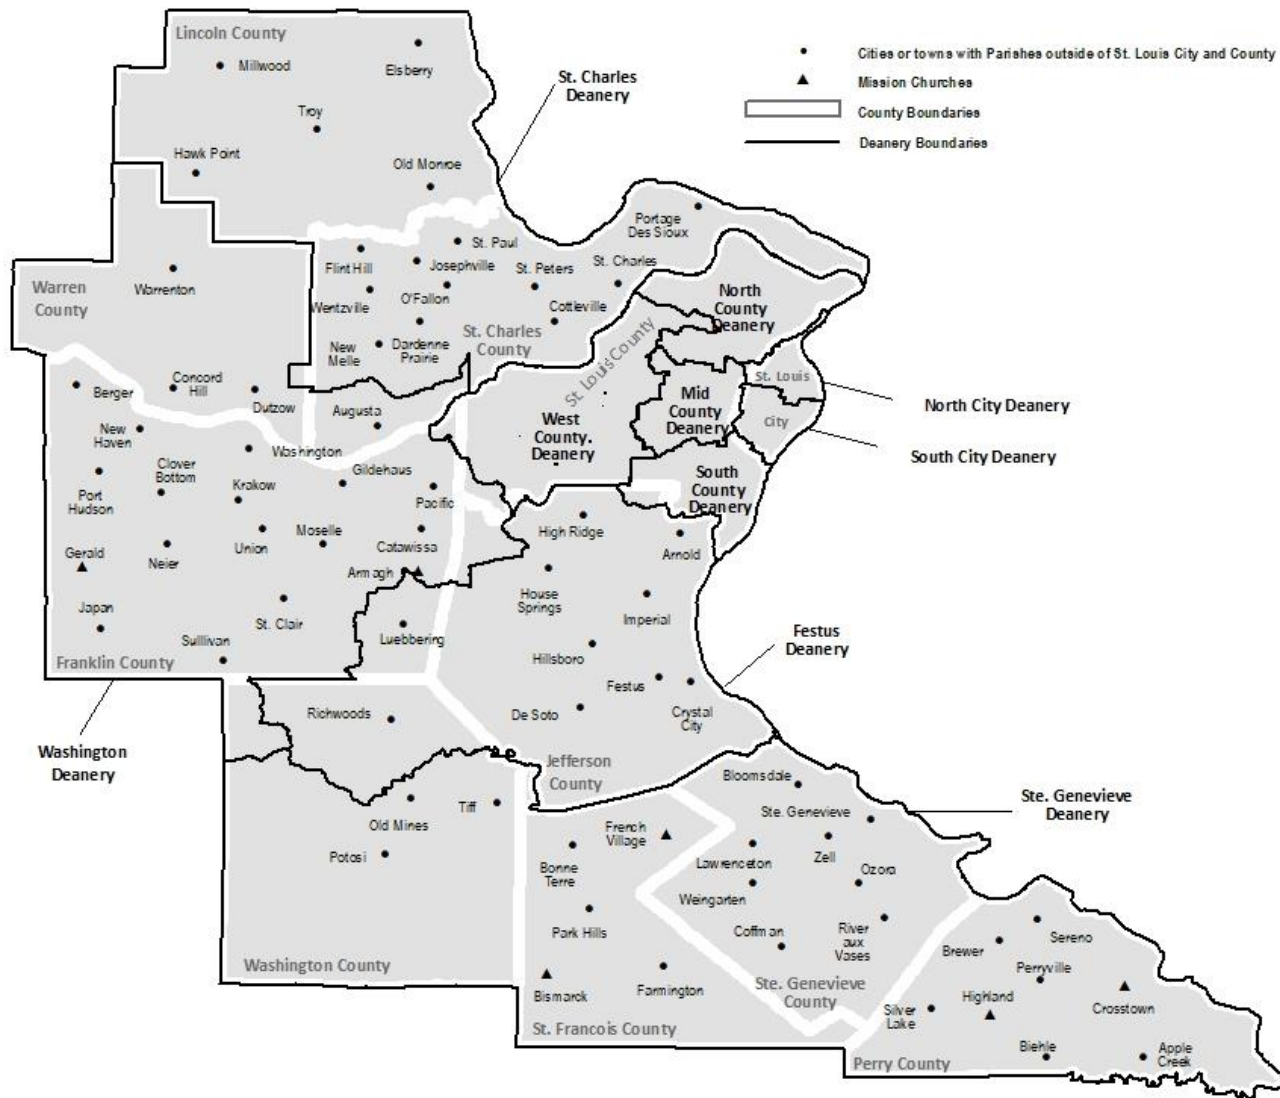 Lincoln County
Millwood
Elsberry
Troy
Hawk Point
Old Monroe
St. Charles
Deanery
Cities or towns with Parishes outside of St. Louis City and County
Mission Churches
County Boundaries
Deanery Boundaries
Portage
Des Sioux
St. Paul
Flint Hill
Josephville
St. Peters
St. Charles
Wentzville
O'Fallon
Cottleville
New
Melle
Dardenne
Prairie
St. Charles
County
Warren
County
Warrenton
North
County
Deanery
St. Louis County
St. Louis
City
Mid
County
Deanery
West
County.
Deanery
South
County
Deanery
North City Deanery
South City Deanery
Berger
Concord
Hill
Dutzow
Augusta
New
Haven
Washington
Clover
Bottom
Krakow
Gildehaus
Port
Hudson
Pacific
Moselle
Union
Catawissa
Gerald
Neier
Armagh
Japan
St. Clair
Sulllivan
Luebbering
Franklin County
High Ridge
Arnold
House
Springs
Imperial
Hillsboro
Festus
Crystal
City
De Soto
Festus
Deanery
Richwoods
Washington
Deanery
Jefferson
County
Old Mines
Tiff
Potosi
Washington County
Bloomsdale
Ste. Genevieve
French
Village
Lawrenceton
Zell
Ozora
Weingarten
Bonne
Terre
Park Hills
Coffman
River
aux
Vases
Ste. Genevieve
Deanery
Bismarck
Farmington
Ste. Genevieve
County
St. Francois County
Brewer
Sereno
Perryville
Highland
Crosstown
Silver
Lake
Biehle
Apple
Creek
Perry County